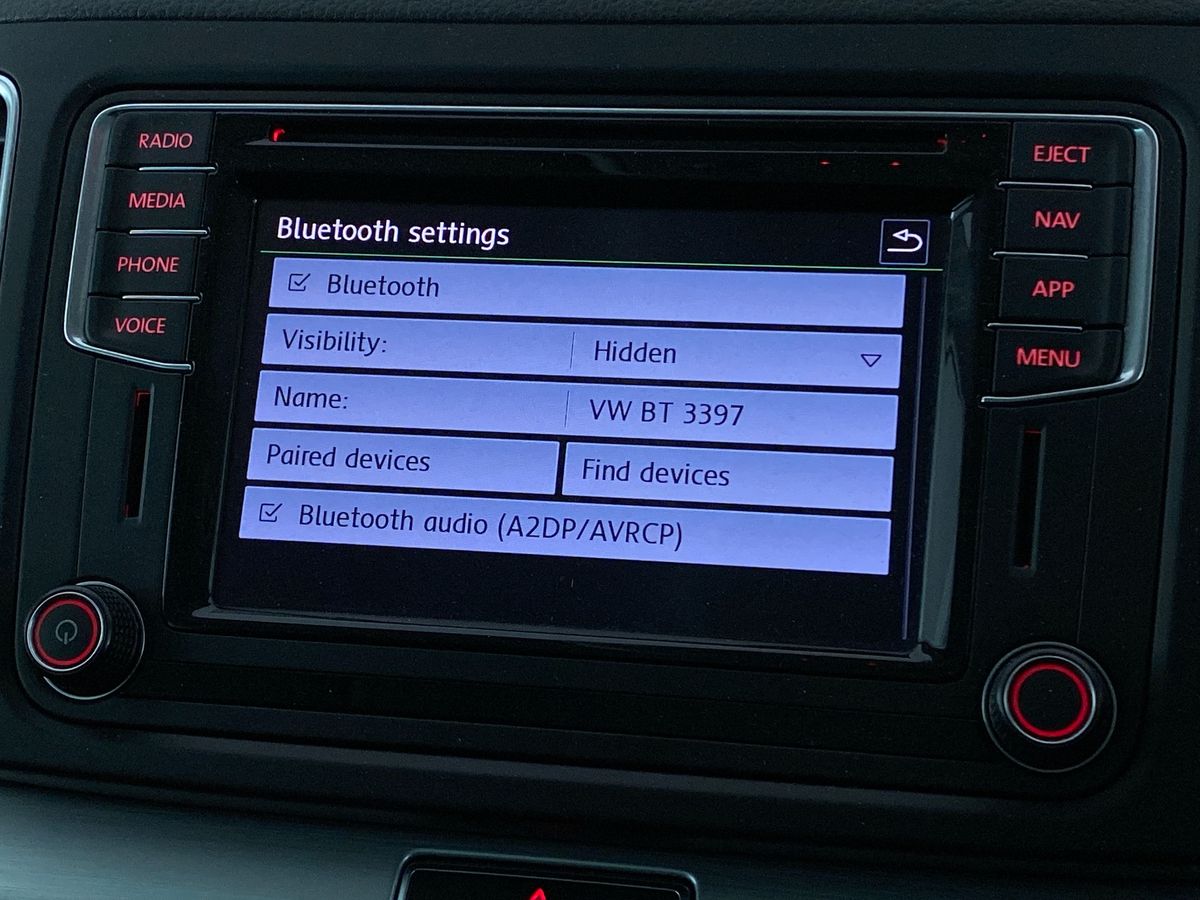 RADIO
MEDIA
PHONE
VOICE
EJECT
NAV
APP
MENU
Bluetooth settings
Bluetooth
Visibility: Hidden
Name: VW BT 3397
Paired devices Find devices
Bluetooth audio (A2DP/AVRCP)